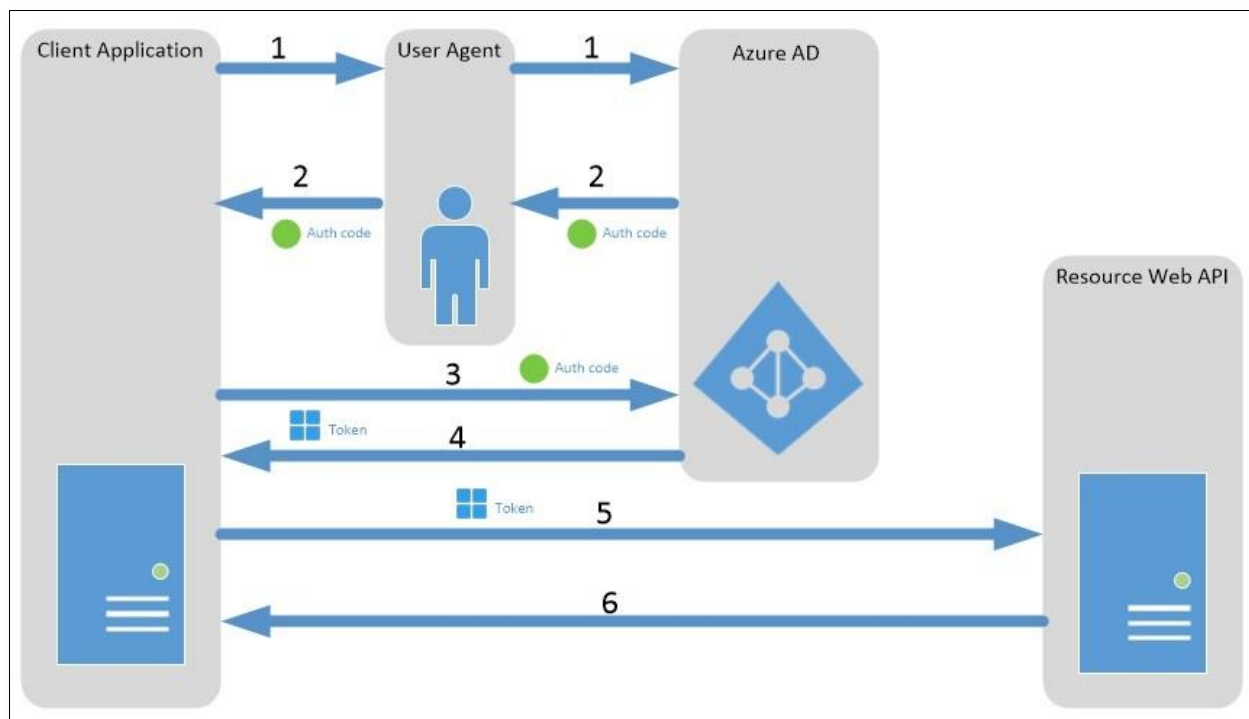 Client Application
1
User Agent
1
Azure AD
2
2
Auth code
Auth code
Resource Web API
3
Auth code
Token
4
Token
5
6